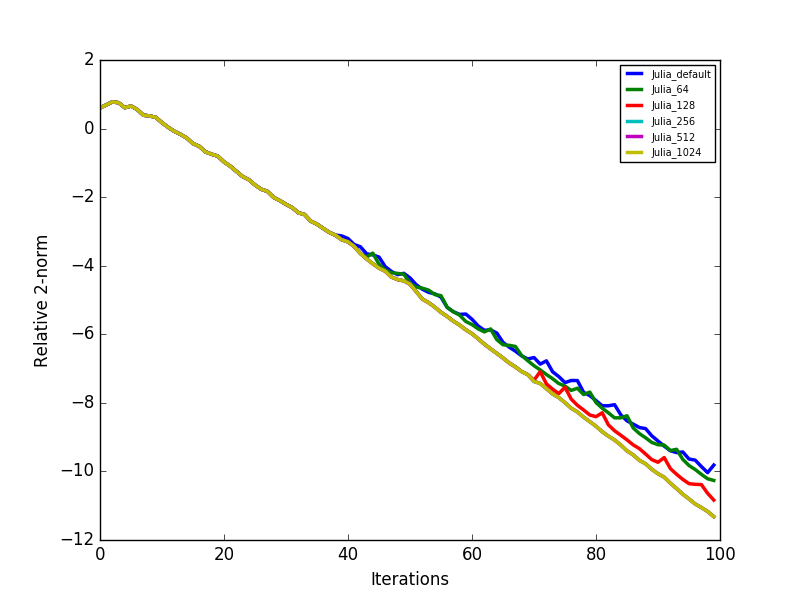 2
0
−2
−4
−6
−8
−10
−12
0 20 40 60 80 100
Iterations
Relative 2-norm
Julia_default
Julia_64
Julia_128
Julia_256
Julia_512
Julia_1024